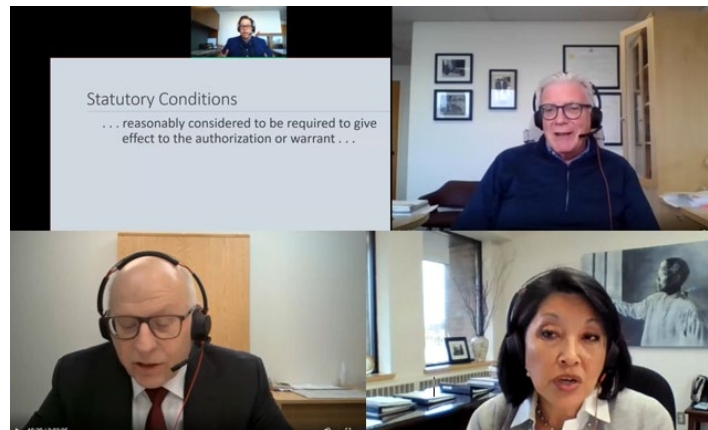 Statutory Conditions
. . . reasonably considered to be required to give
effect to the authorization or warrant . . .